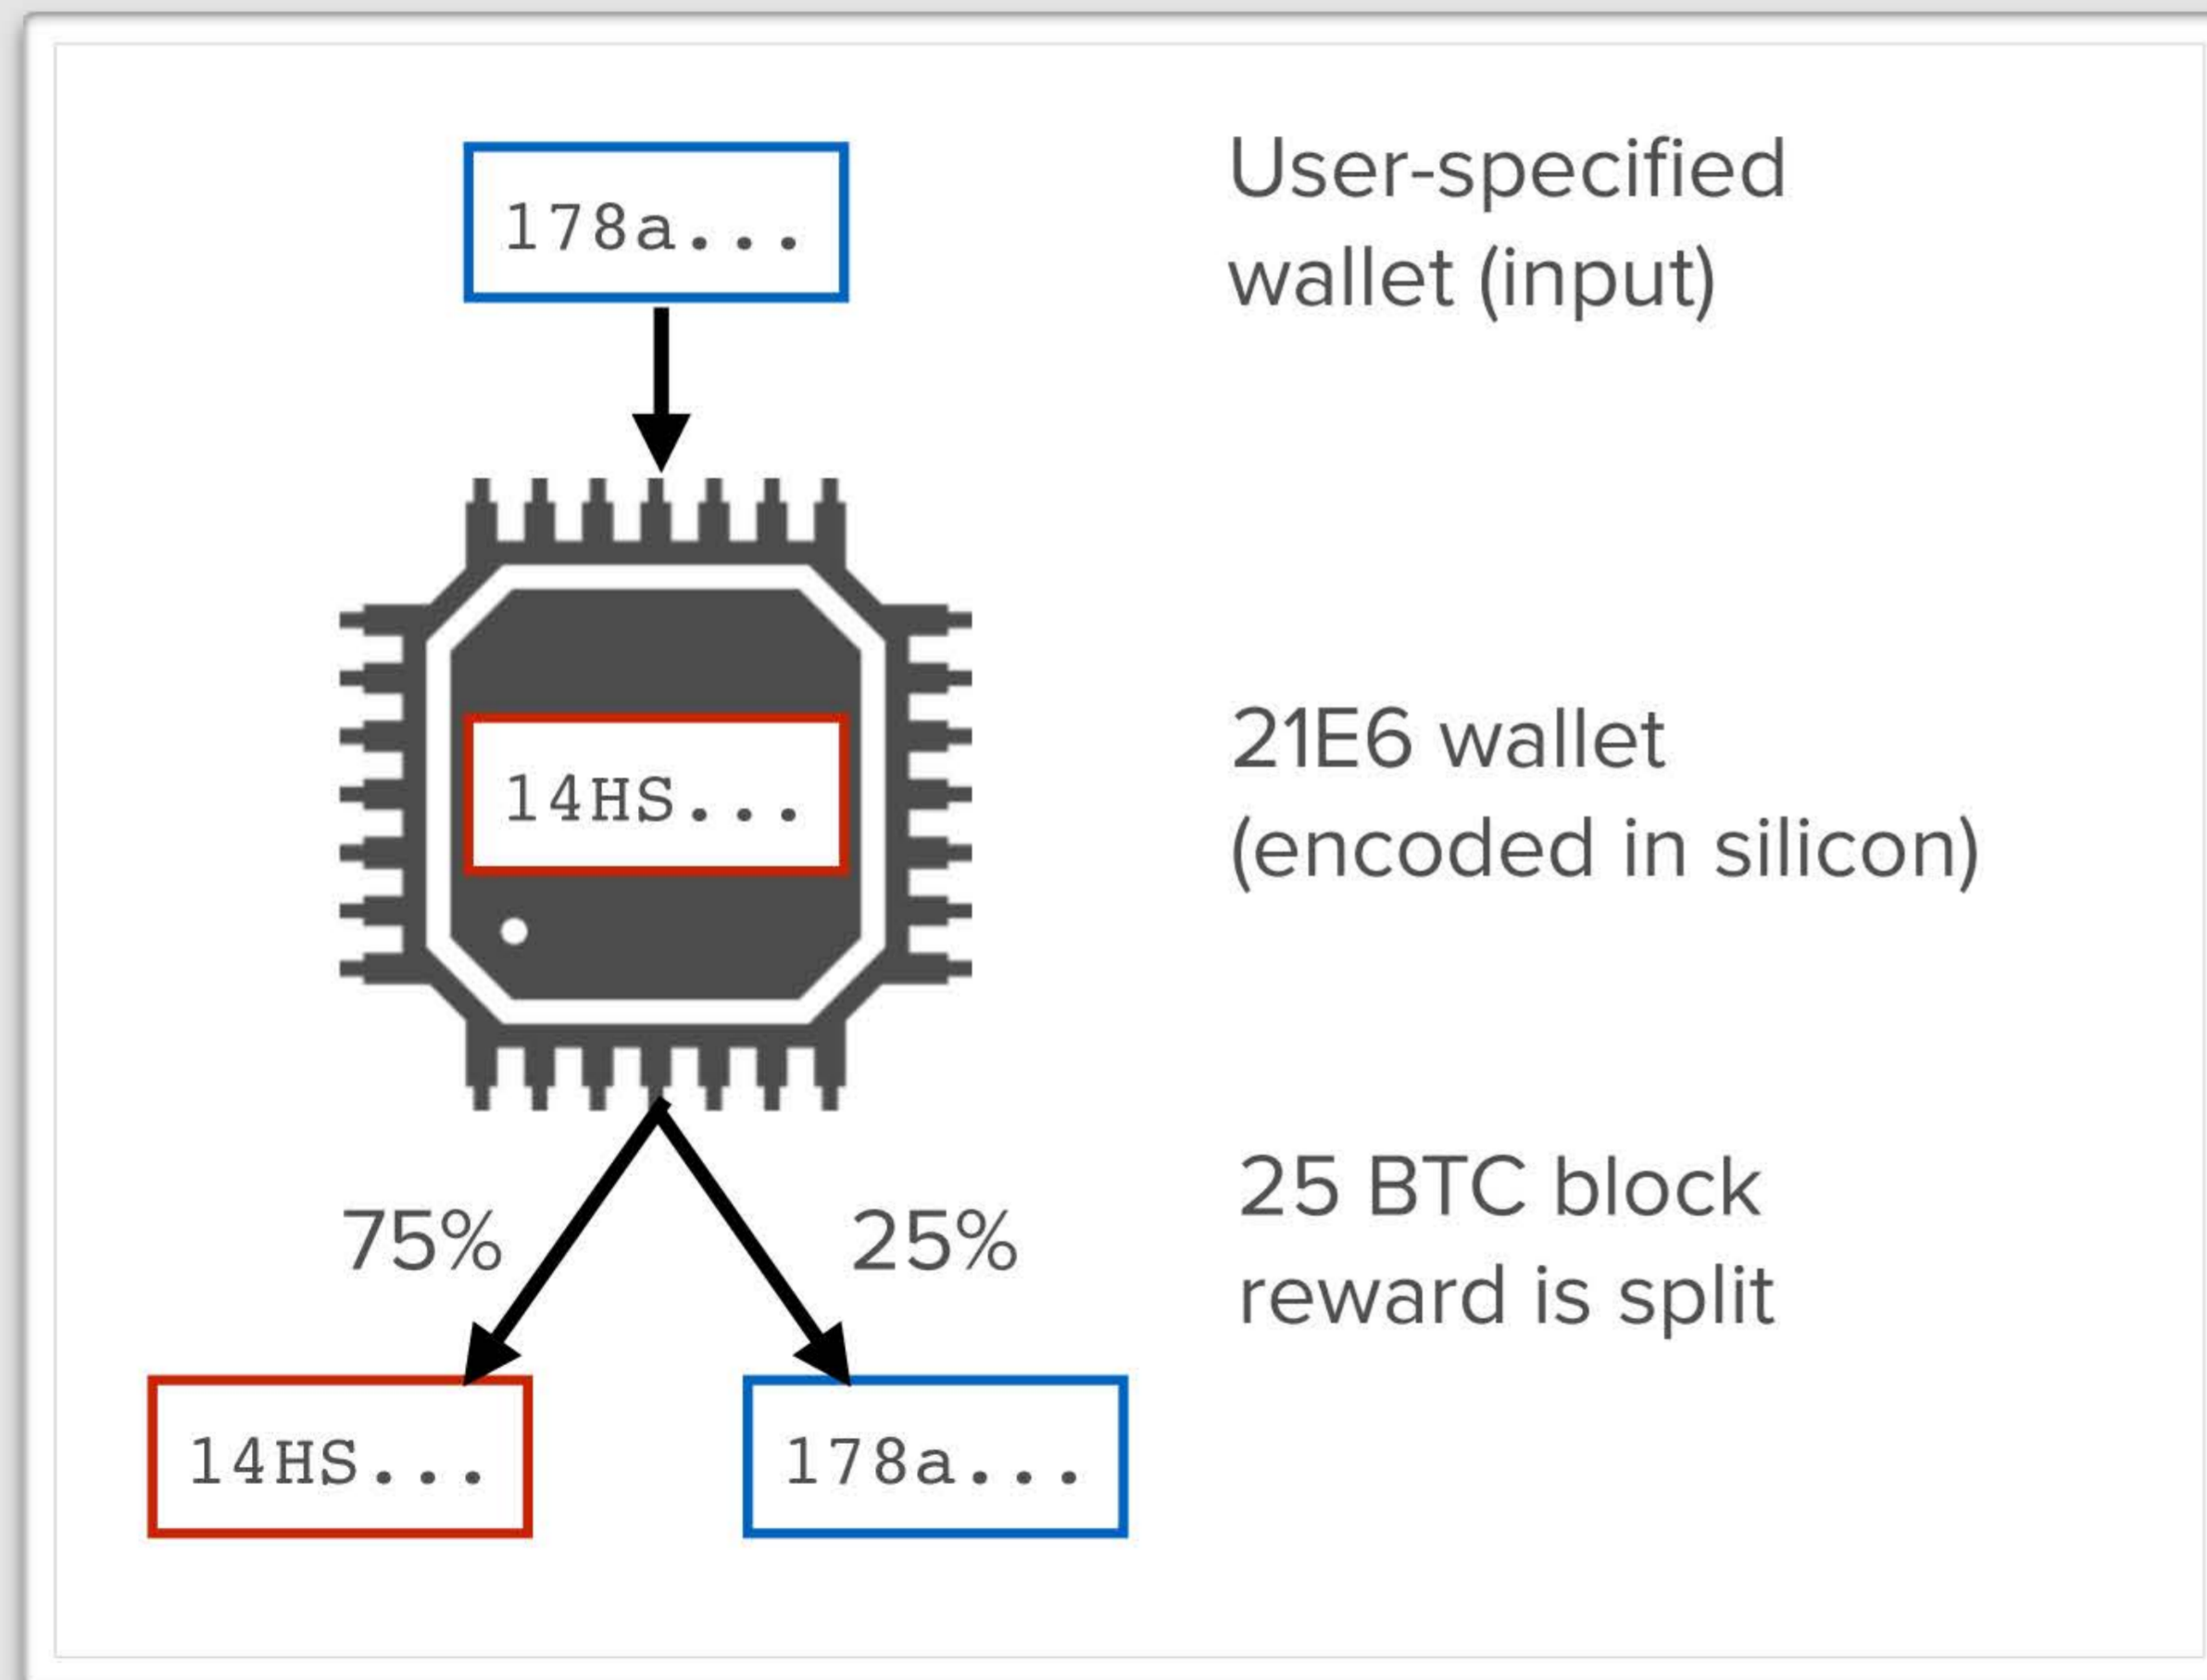 178a...
User-specified
wallet (input)
14HS...
21E6 wallet
(encoded in silicon)
75%
25%
25 BTC block
reward is split
14HS...
178a...